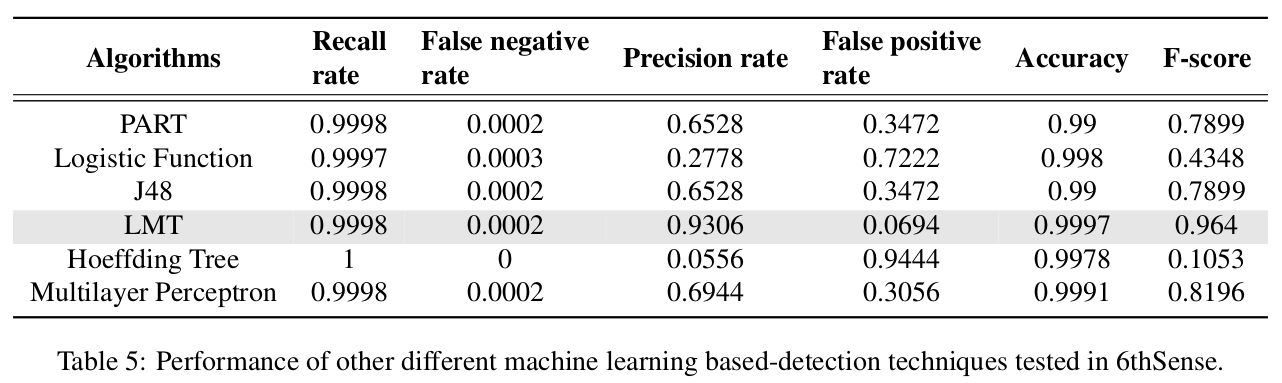 Algorithms Recall rate False negative rate Precision rate False positive rate Accuracy F-score
PART 0.9998 0.0002 0.6528 0.3472 0.99 0.7899
Logistic Function 0.9997 0.0003 0.2778 0.7222 0.998 0.4348
J48 0.9998 0.0002 0.6528 0.3472 0.99 0.7899
LMT 0.9998 0.0002 0.9306 0.0694 0.9997 0.964
Hoeffding Tree 1 0 0.0556 0.9444 0.9978 0.1053
Multilayer Perceptron 0.9998 0.0002 0.6944 0.3056 0.9991 0.8196
Table 5: Performance of other different machine learning based-detection techniques tested in 6thSense.